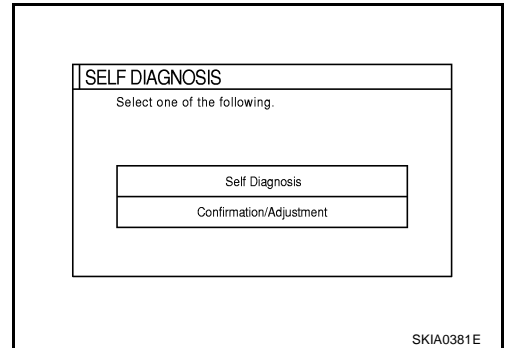 SELF DIAGNOSIS
Select one of the following.
Self Diagnosis
Confirmation/Adjustment
SKIA0381E